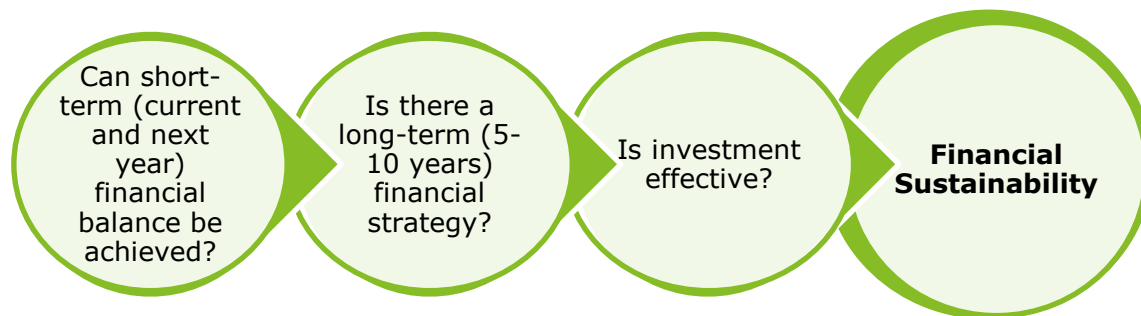 Can short-
term (current
and next
year)
financial
balance be
achieved?
Is there a
long-term (5-
10 years)
financial
strategy?
Is investment
effective?
Financial
Sustainability